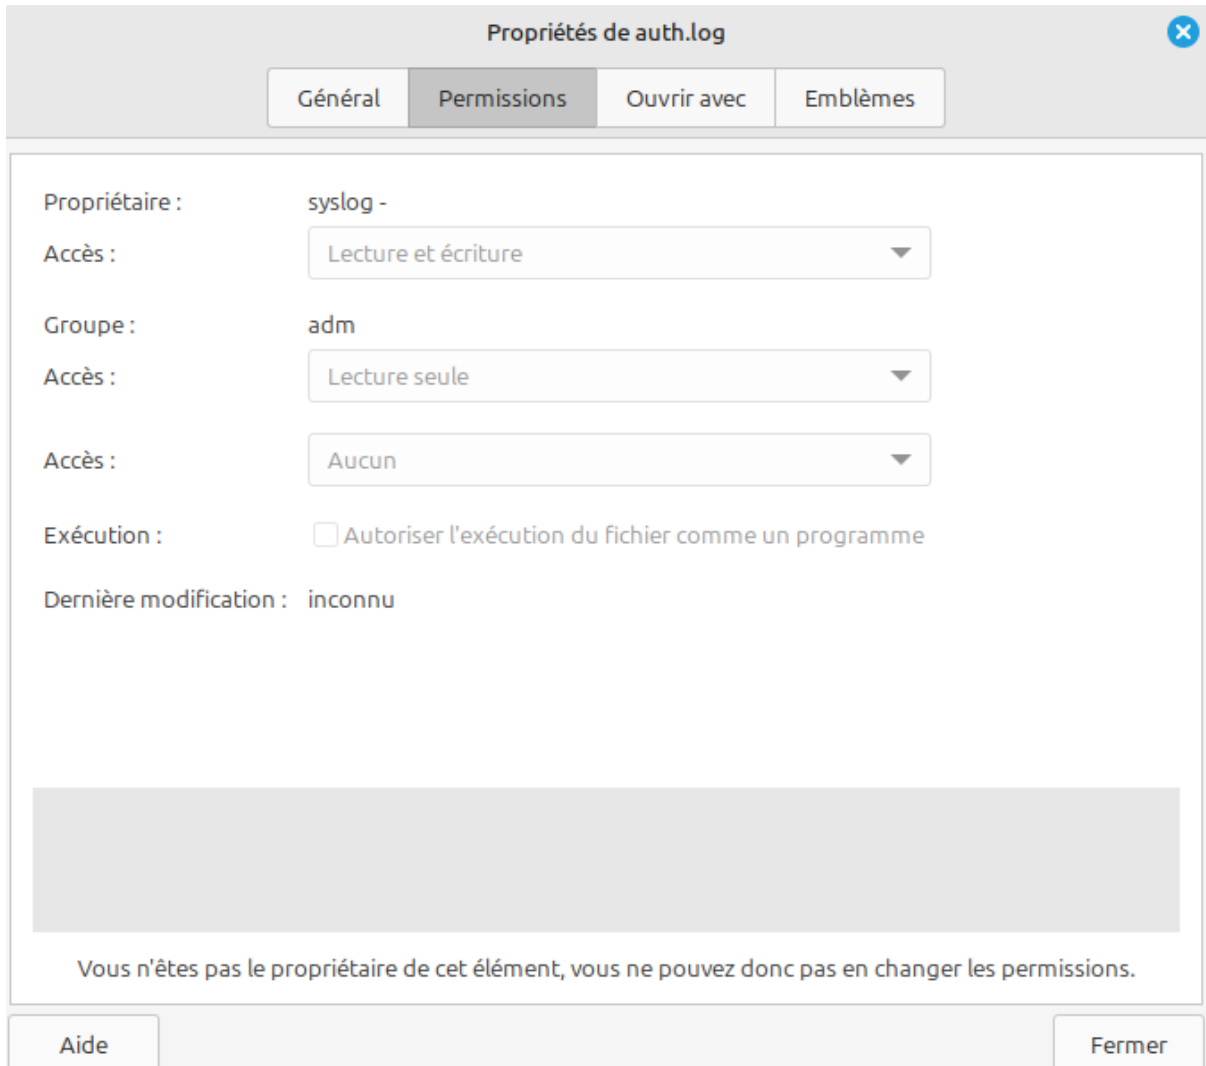 Propriétés de auth.log
Général Permissions Ouvrir avec Emblèmes
Propriétaire : syslog -
Accès : Lecture et écriture
Groupe : adm
Accès : Lecture seule
Accès : Aucun
Exécution : Autoriser l'exécution du fichier comme un programme
Dernière modification : inconnu
Vous n'êtes pas le propriétaire de cet élément, vous ne pouvez donc pas en changer les permissions.
Aide Fermer